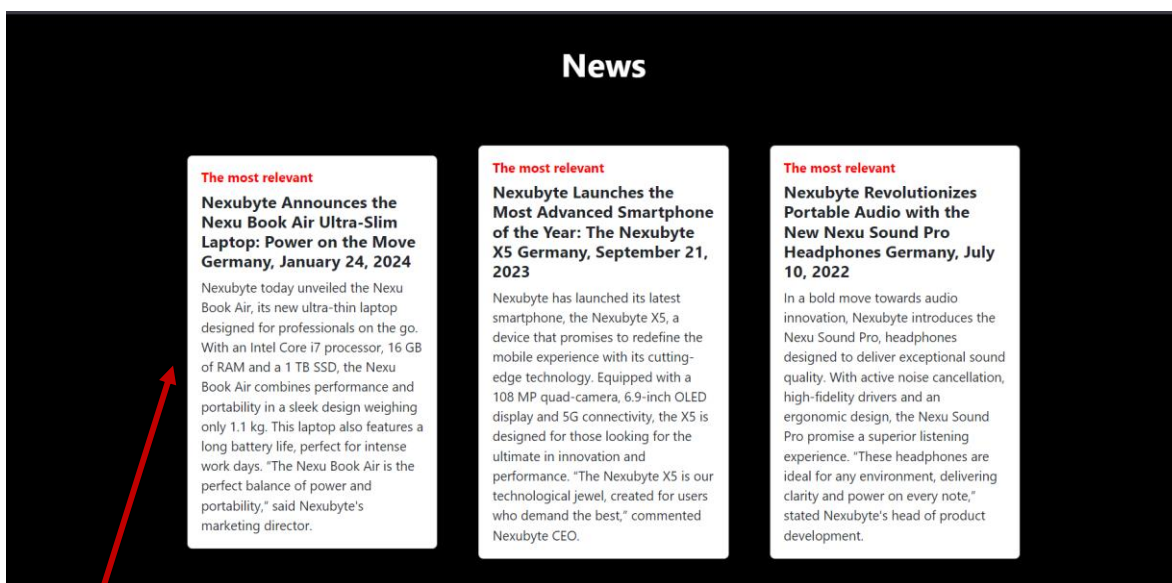 News
The most relevant
Nexubyte Announces the
Nexu Book Air Ultra-Slim
Laptop: Power on the Move
Germany, January 24, 2024
Nexubyte today unveiled the Nexu
Book Air, its new ultra-thin laptop
designed for professionals on the go.
With an Intel Core i7 processor, 16 GB
of RAM and a 1 TB SSD, the Nexu
Book Air combines performance and
portability in a sleek design weighing
only 1.1 kg. This laptop also features a
long battery life, perfect for intense
work days. "The Nexu Book Air is the
perfect balance of power and
portability," said Nexubyte's
marketing director.
The most relevant
Nexubyte Launches the
Most Advanced Smartphone
of the Year: The Nexubyte
X5 Germany, September 21,
2023
Nexubyte has launched its latest
smartphone, the Nexubyte X5, a
device that promises to redefine the
mobile experience with its cutting-
edge technology. Equipped with a
108 MP quad-camera, 6.9-inch OLED
display and 5G connectivity, the X5 is
designed for those looking for the
ultimate in innovation and
performance. "The Nexubyte X5 is our
technological jewel, created for users
who demand the best," commented
Nexubyte CEO.
The most relevant
Nexubyte Revolutionizes
Portable Audio with the
New Nexu Sound Pro
Headphones Germany, July
10, 2022
In a bold move towards audio
innovation, Nexubyte introduces the
Nexu Sound Pro, headphones
designed to deliver exceptional sound
quality. With active noise cancellation,
high-fidelity drivers and an
ergonomic design, the Nexu Sound
Pro promise a superior listening
experience. "These headphones are
ideal for any environment, delivering
clarity and power on every note,"
stated Nexubyte's head of product
development.